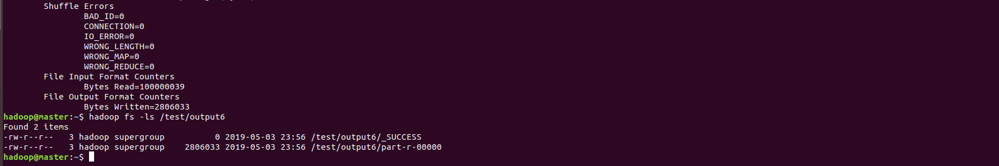 Shuffle Errors
BAD_ID=0
CONNECTION=0
IO_ERROR=0
WRONG_LENGTH=0
WRONG_MAP=0
WRONG_REDUCE=0
File Input Format Counters
Bytes Read=100000039
File Output Format Counters
Bytes Written=2806033
hadoop@master:~$ hadoop fs -ls /test/output6
Found 2 items
-rw-r--r--   3 hadoop supergroup          0 2019-05-03 23:56 /test/output6/_SUCCESS
-rw-r--r--   3 hadoop supergroup    2806033 2019-05-03 23:56 /test/output6/part-r-00000
hadoop@master:~$